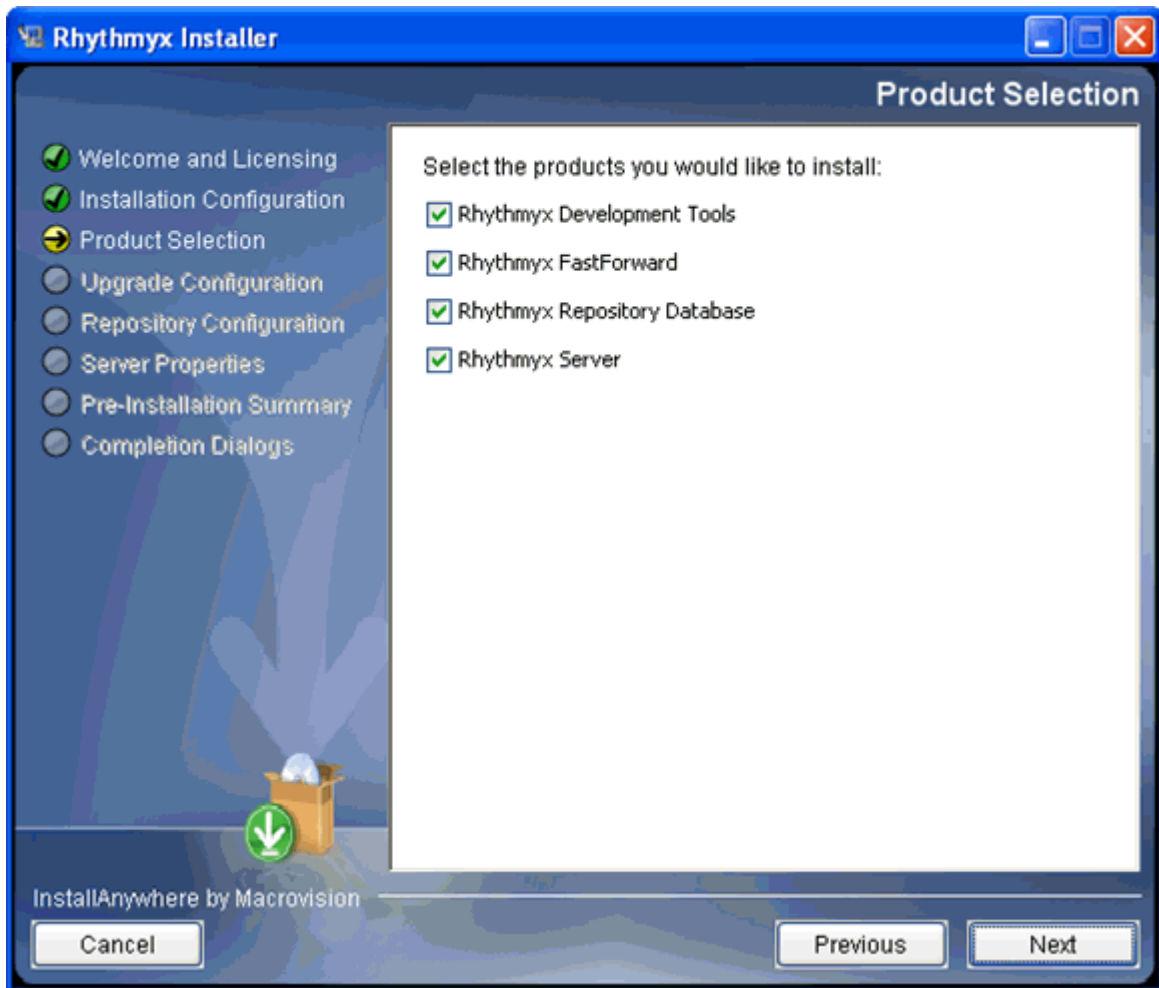 Rhythmyx Installer
Product Selection
Welcome and Licensing
Installation Configuration
Product Selection
Upgrade Configuration
Repository Configuration
Server Properties
Pre-Installation Summary
Completion Dialogs
Select the products you would like to install:
Rhythmyx Development Tools
Rhythmyx FastForward
Rhythmyx Repository Database
Rhythmyx Server
InstallAnywhere by Macrovision
Cancel
Previous
Next